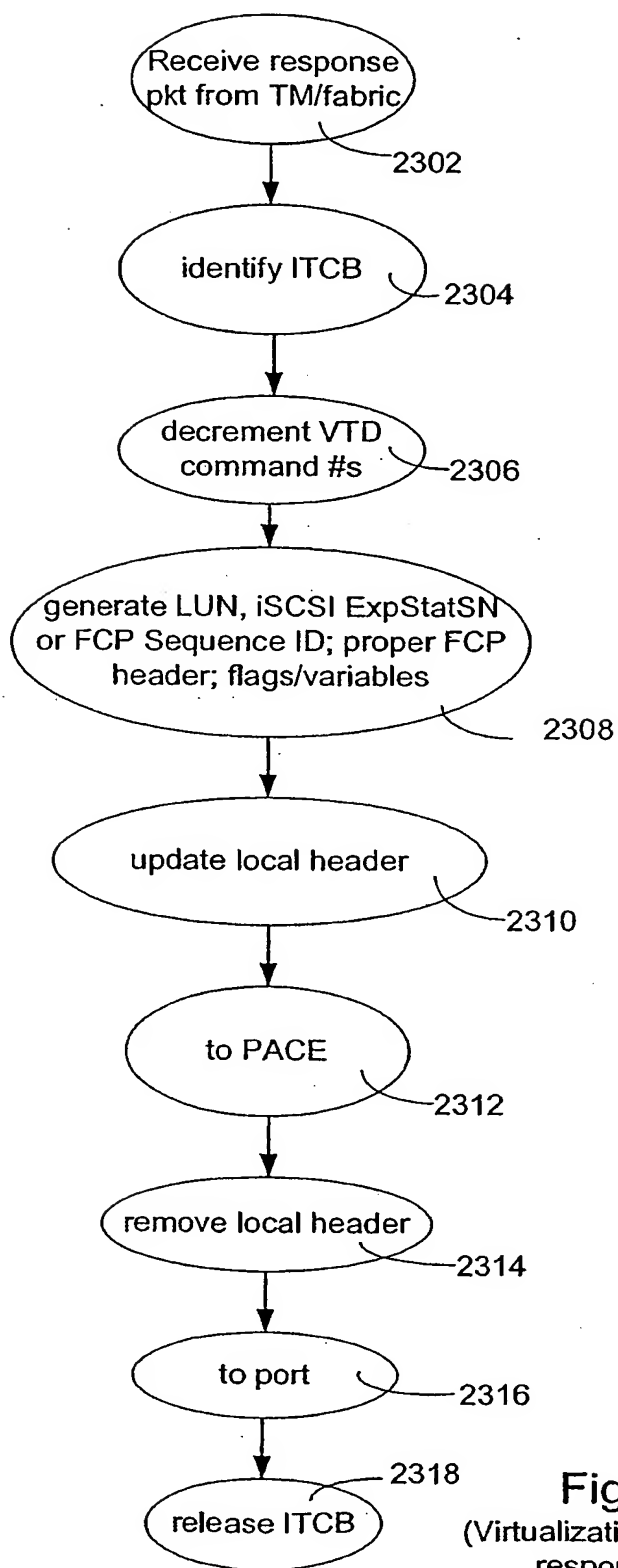 Receive response
pkt from TM/fabric
2302
identify ITCB
2304
decrement VTD
command #s
2306
generate LUN, iSCSI ExpStatSN
or FCP Sequence ID; proper FCP
header; flags/variables
2308
update local header
2310
to PACE
2312
remove local header
2314
to port
2316
release ITCB
2318
Fig